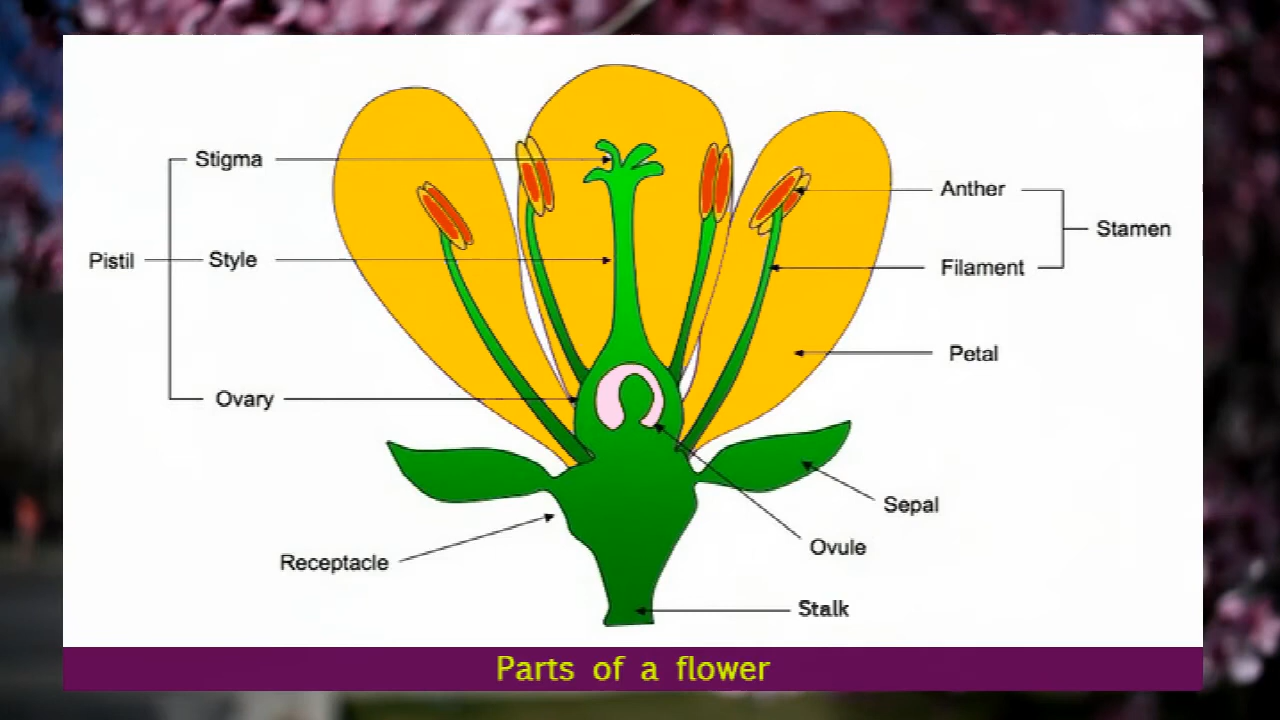 Stigma
Anther
Stamen
Pistil
Style
Filament
Petal
Ovary
Sepal
Ovule
Receptacle
Stalk
Parts of a flower